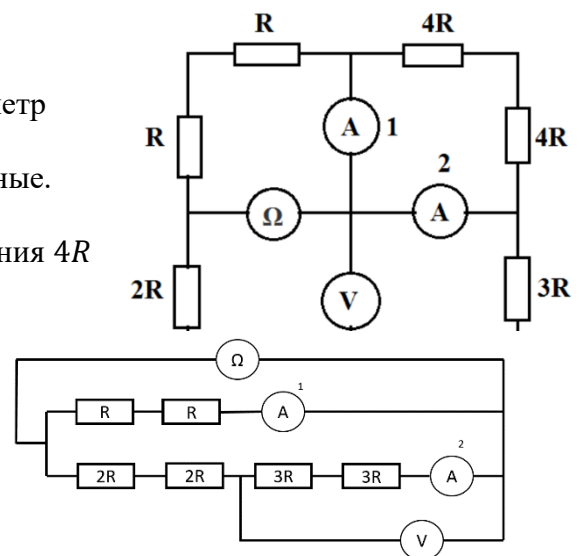 R 4R
етр
A 1
R 4R
ные.
2
Ω A
ния 4R
2R V 3R
Ω
R R A 1
2R 2R 3R 3R A 2
V